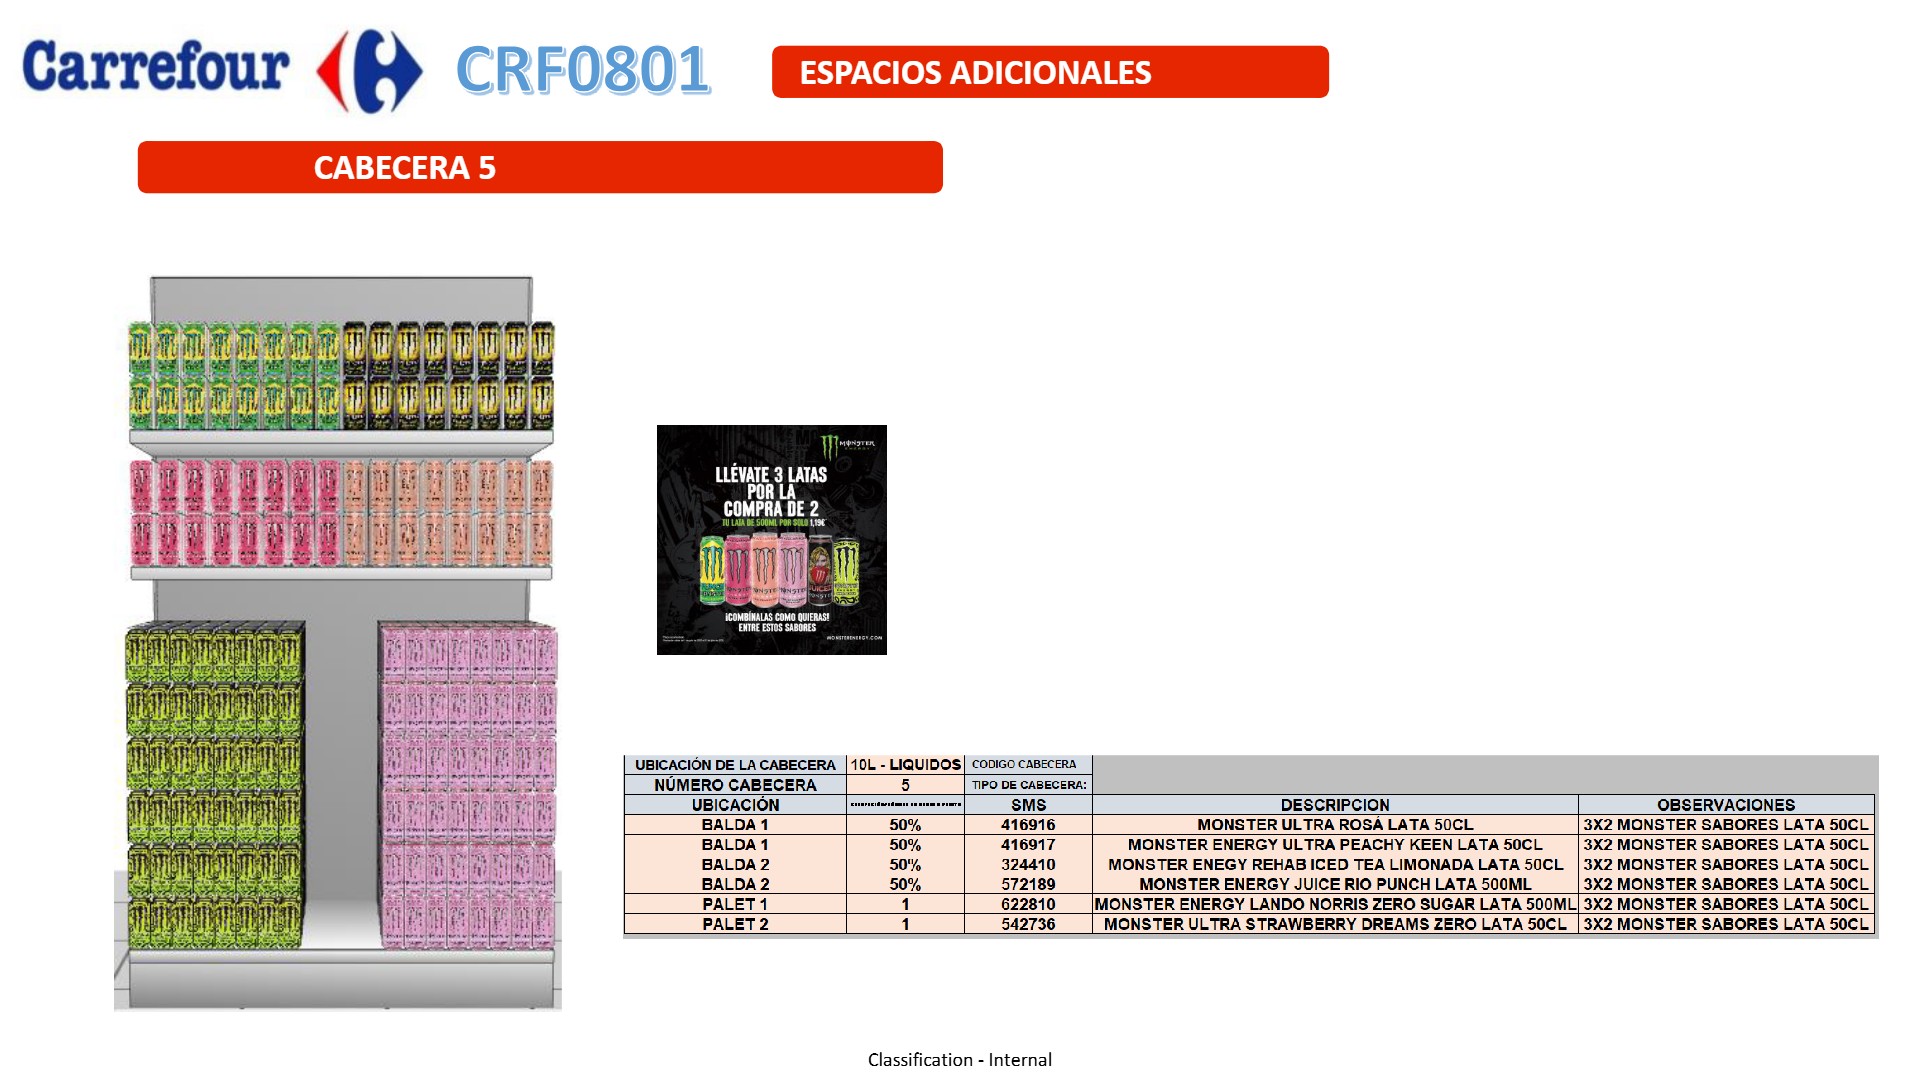 Carrefour CRF0801 ESPACIOS ADICIONALES
CABECERA 5
MONSTER
ENERGY
LLÉVATE 3 LATAS
POR LA
COMPRA DE 2
TU LATA DE 500ML POR SOLO 1,19€
¡COMBÍNALAS COMO QUIERAS!
ENTRE ESTOS SABORES
MONSTERENERGY.COM
UBICACIÓN DE LA CABECERA 10L - LIQUIDOS CODIGO CABECERA
NÚMERO CABECERA 5 TIPO DE CABECERA:
UBICACIÓN SMS DESCRIPCION OBSERVACIONES
BALDA 1 50% 416916 MONSTER ULTRA ROSÁ LATA 50CL 3X2 MONSTER SABORES LATA 50CL
BALDA 1 50% 416917 MONSTER ENERGY ULTRA PEACHY KEEN LATA 50CL 3X2 MONSTER SABORES LATA 50CL
BALDA 2 50% 324410 MONSTER ENEGY REHAB ICED TEA LIMONADA LATA 50CL 3X2 MONSTER SABORES LATA 50CL
BALDA 2 50% 572189 MONSTER ENERGY JUICE RIO PUNCH LATA 500ML 3X2 MONSTER SABORES LATA 50CL
PALET 1 1 622810 MONSTER ENERGY LANDO NORRIS ZERO SUGAR LATA 500ML 3X2 MONSTER SABORES LATA 50CL
PALET 2 1 542736 MONSTER ULTRA STRAWBERRY DREAMS ZERO LATA 50CL 3X2 MONSTER SABORES LATA 50CL
Classification - Internal